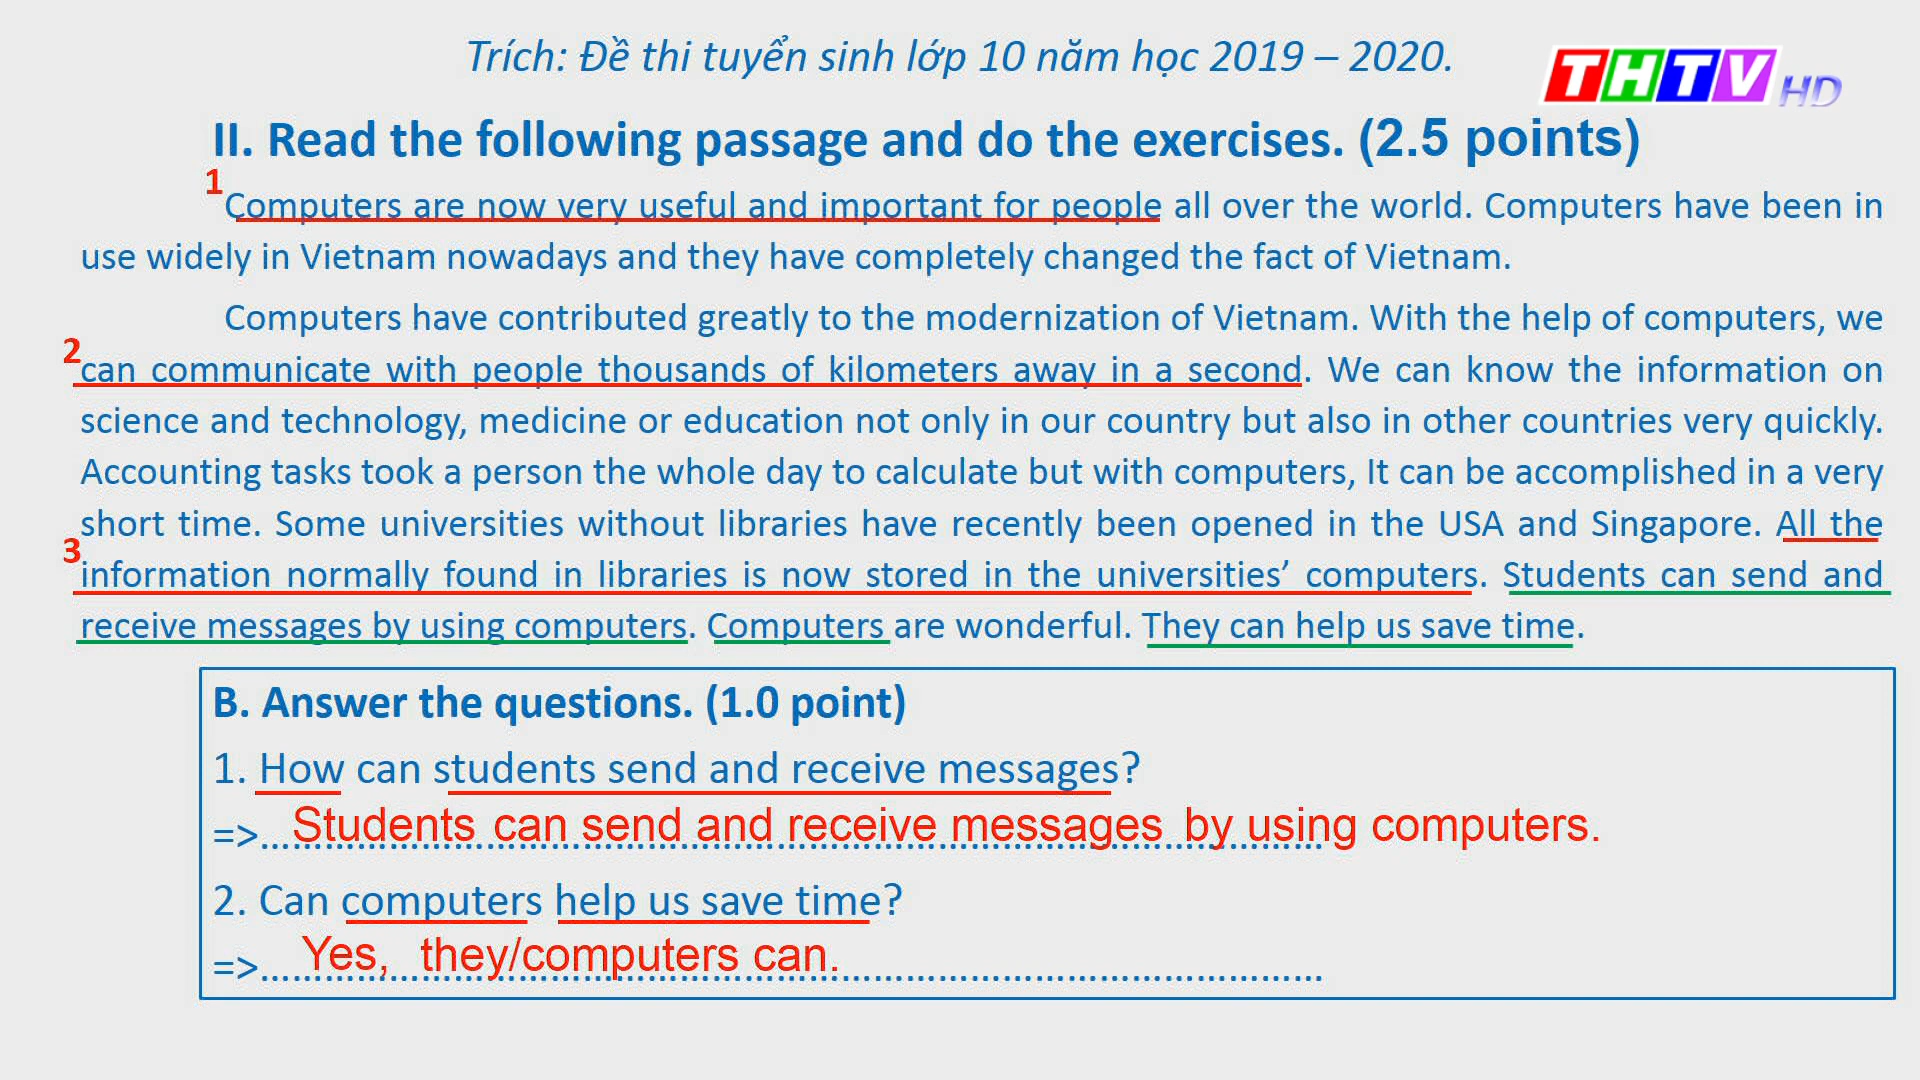 Trích: Đề thi tuyển sinh lớp 10 năm học 2019 – 2020.
THTV HD
II. Read the following passage and do the exercises. (2.5 points)
1
Computers are now very useful and important for people all over the world. Computers have been in
use widely in Vietnam nowadays and they have completely changed the fact of Vietnam.
Computers have contributed greatly to the modernization of Vietnam. With the help of computers, we
2
can communicate with people thousands of kilometers away in a second. We can know the information on
science and technology, medicine or education not only in our country but also in other countries very quickly.
Accounting tasks took a person the whole day to calculate but with computers, It can be accomplished in a very
short time. Some universities without libraries have recently been opened in the USA and Singapore. All the
3
information normally found in libraries is now stored in the universities’ computers. Students can send and
receive messages by using computers. Computers are wonderful. They can help us save time.
B. Answer the questions. (1.0 point)
1. How can students send and receive messages?
=>…Students can send and receive messages by using computers.
2. Can computers help us save time?
=>…Yes, they/computers can.……………